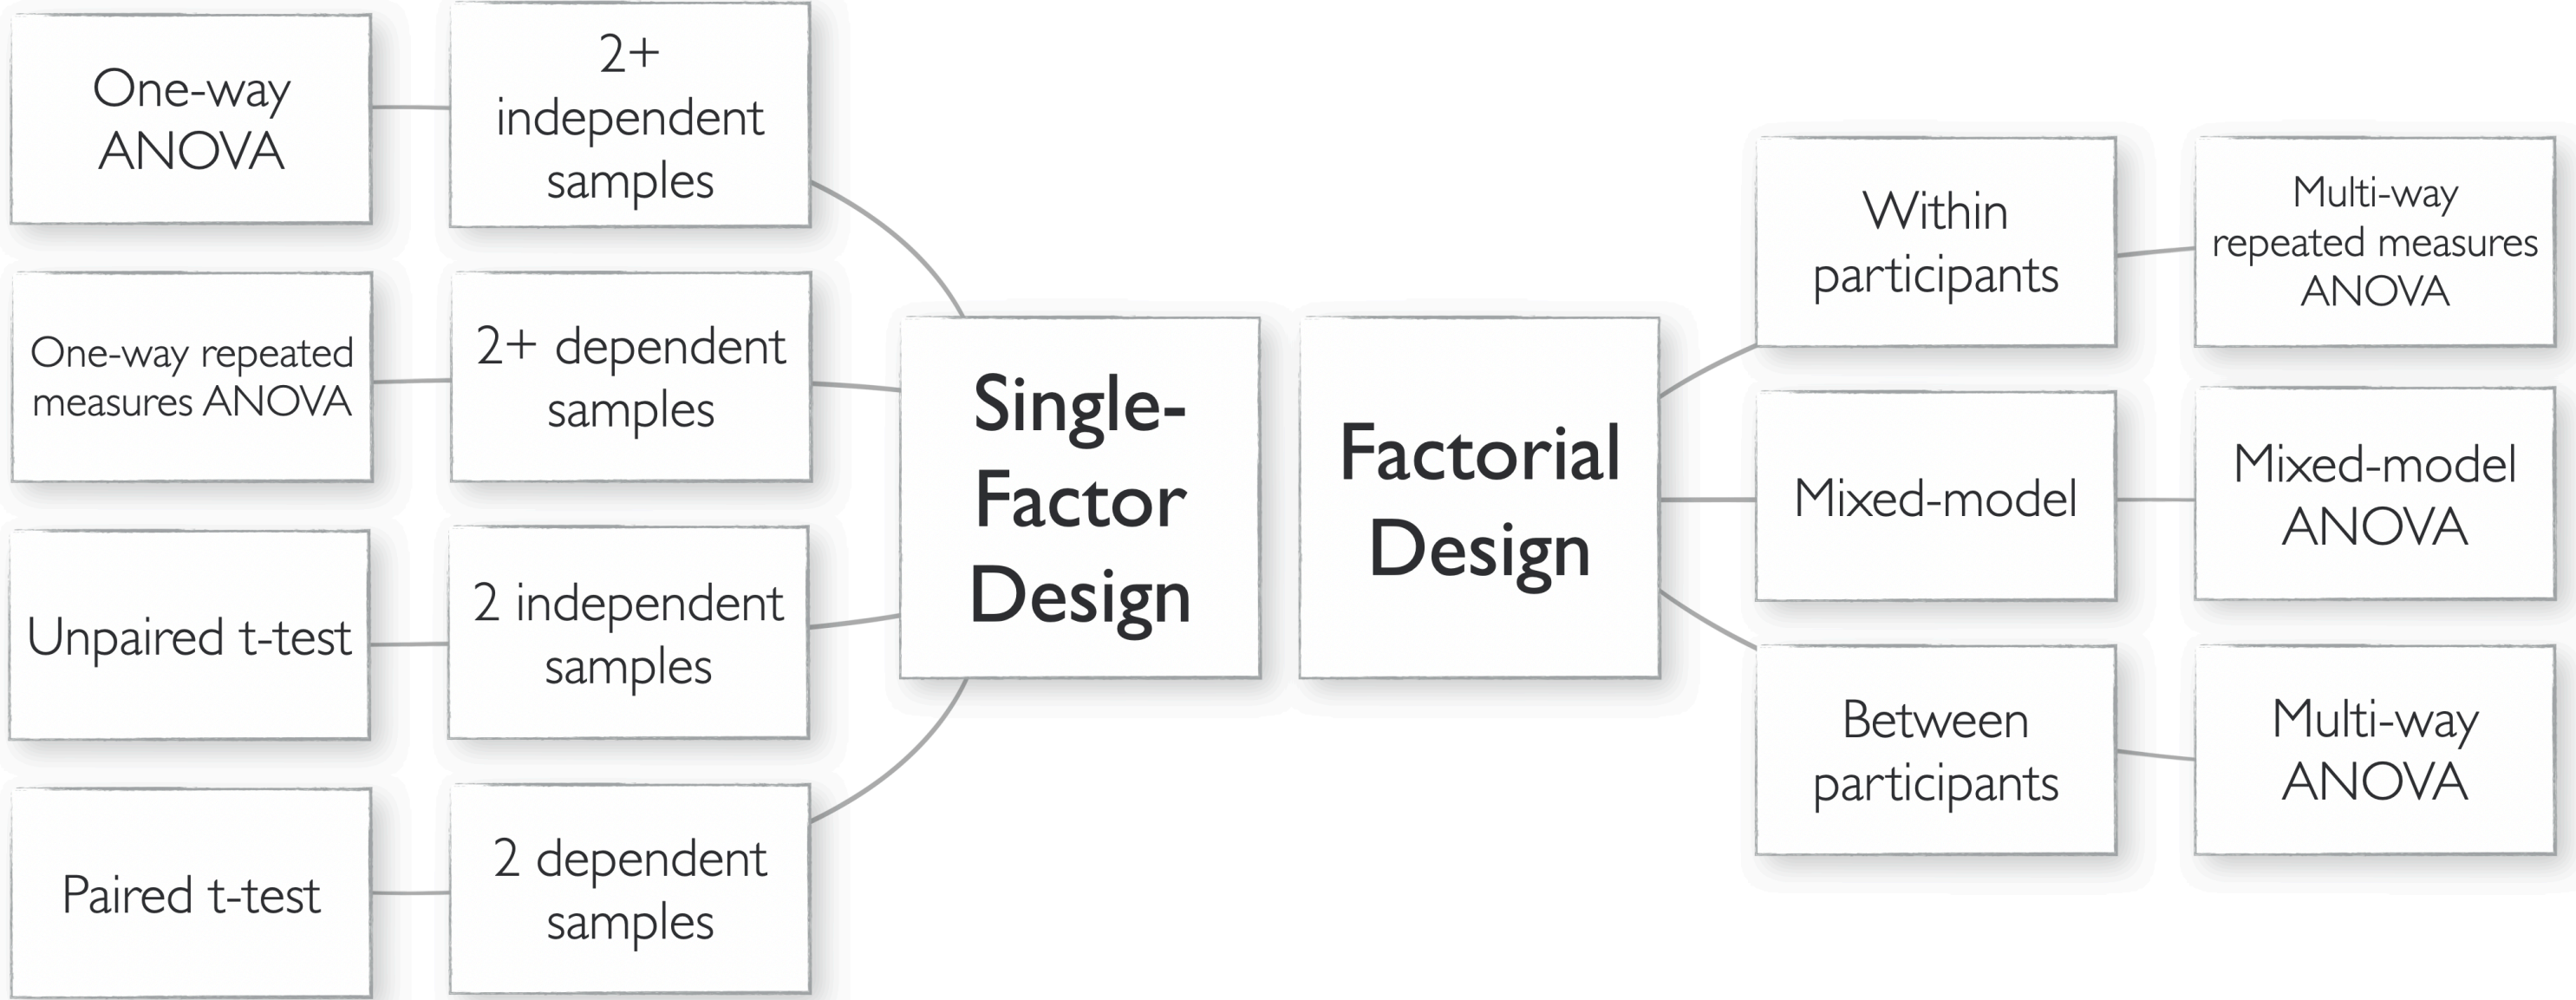 One-way
ANOVA
2+
independent
samples
One-way repeated
measures ANOVA
2+ dependent
samples
Unpaired t-test
2 independent
samples
Paired t-test
2 dependent
samples
Single-
Factor
Design
Factorial
Design
Within
participants
Multi-way
repeated measures
ANOVA
Mixed-model
Mixed-model
ANOVA
Between
participants
Multi-way
ANOVA